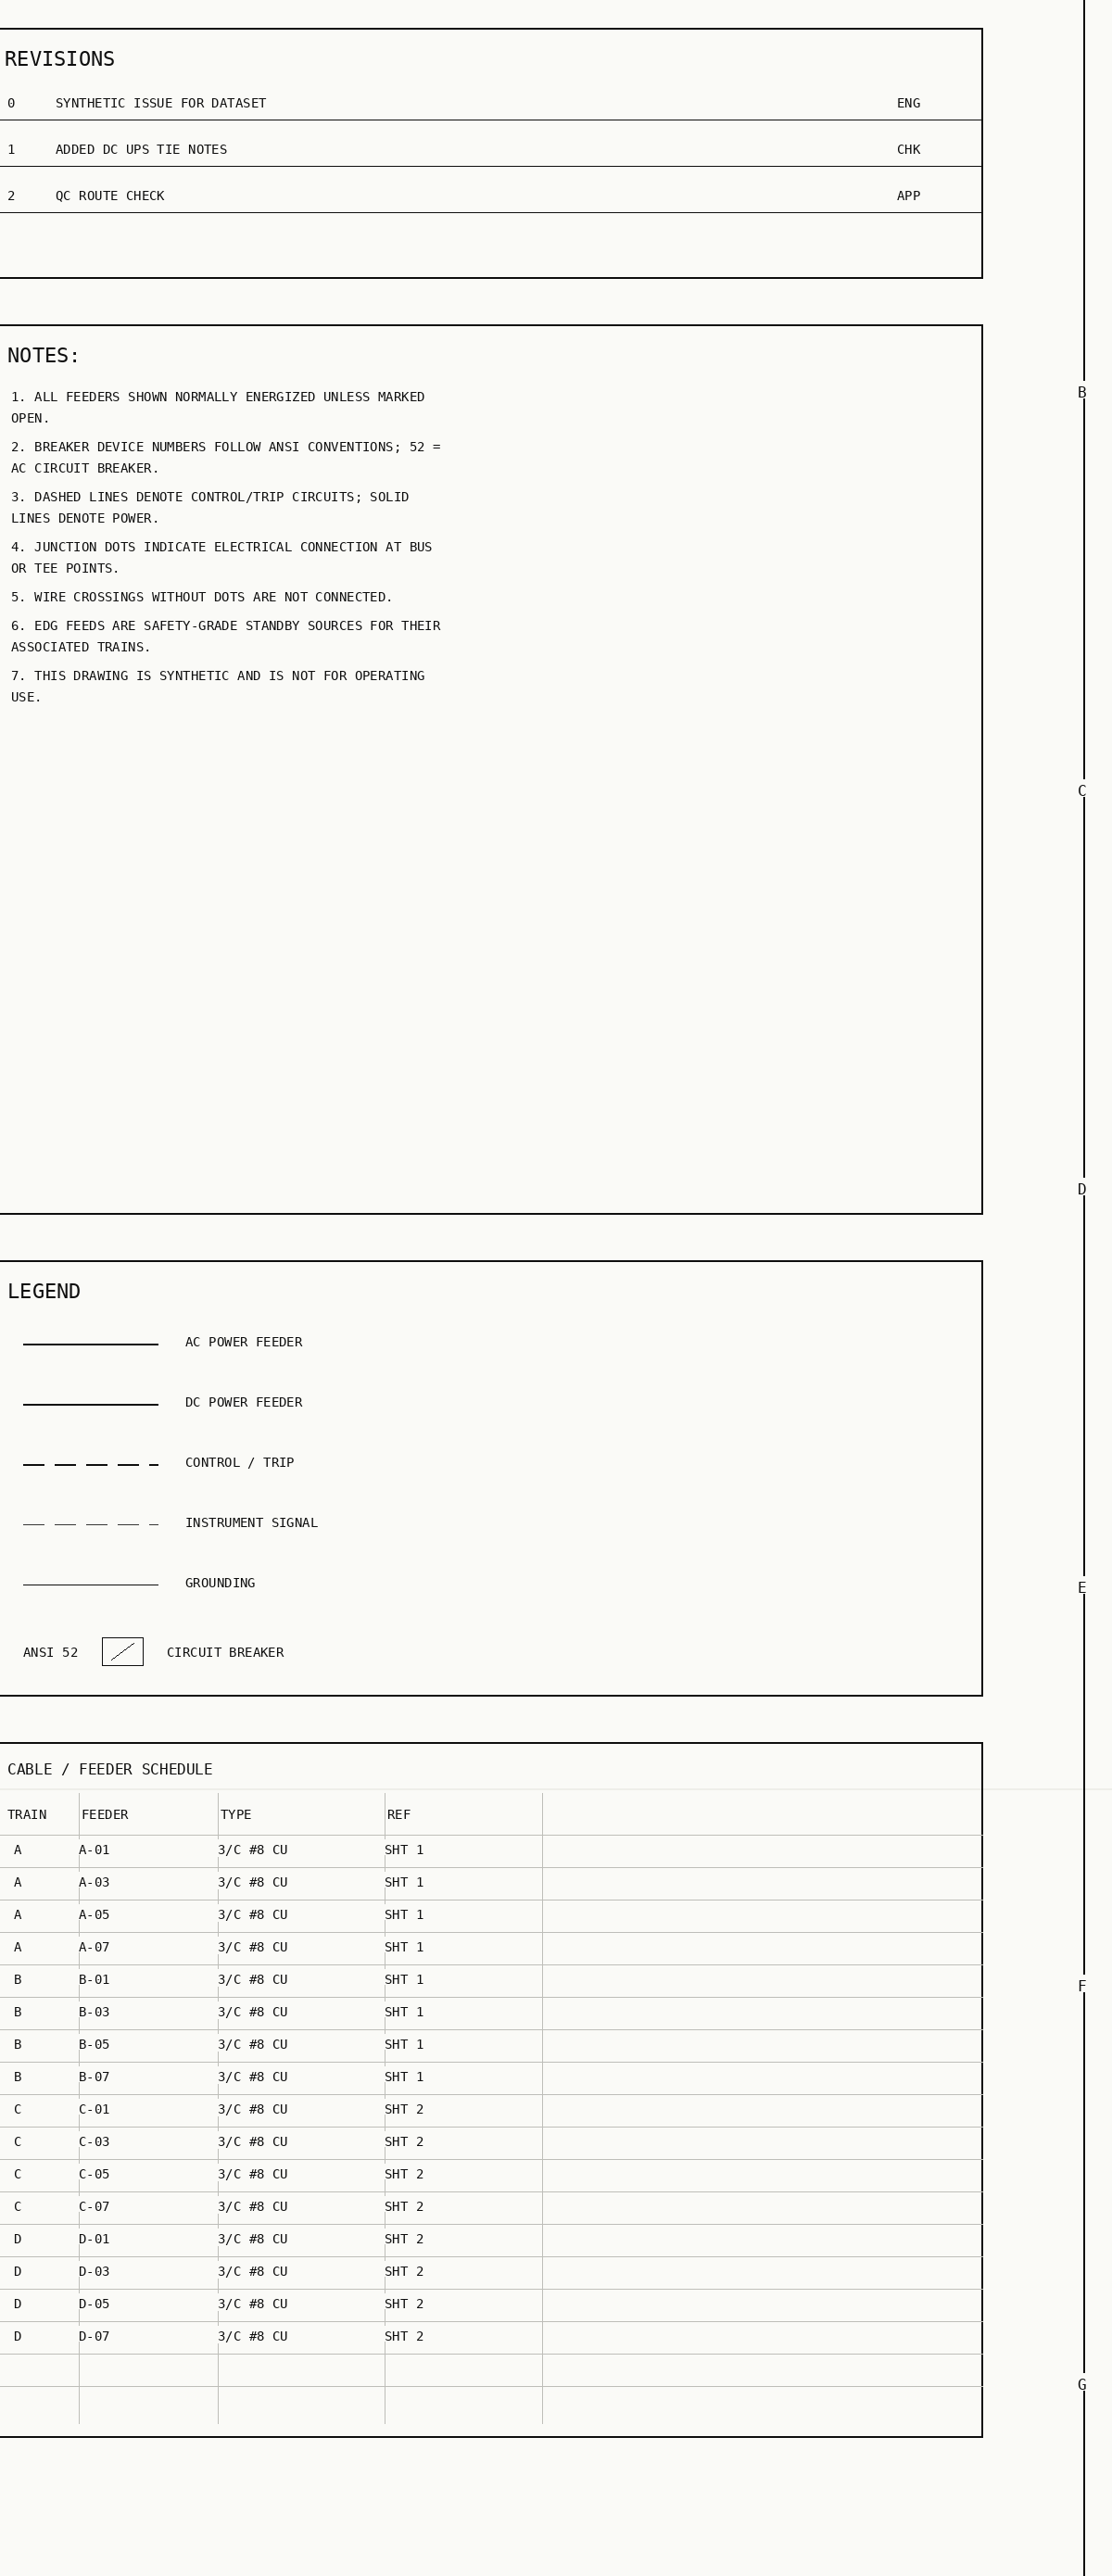 REVISIONS
0 SYNTHETIC ISSUE FOR DATASET ENG
1 ADDED DC UPS TIE NOTES CHK
2 QC ROUTE CHECK APP
NOTES:
1. ALL FEEDERS SHOWN NORMALLY ENERGIZED UNLESS MARKED
OPEN.
2. BREAKER DEVICE NUMBERS FOLLOW ANSI CONVENTIONS; 52 =
AC CIRCUIT BREAKER.
3. DASHED LINES DENOTE CONTROL/TRIP CIRCUITS; SOLID
LINES DENOTE POWER.
4. JUNCTION DOTS INDICATE ELECTRICAL CONNECTION AT BUS
OR TEE POINTS.
5. WIRE CROSSINGS WITHOUT DOTS ARE NOT CONNECTED.
6. EDG FEEDS ARE SAFETY-GRADE STANDBY SOURCES FOR THEIR
ASSOCIATED TRAINS.
7. THIS DRAWING IS SYNTHETIC AND IS NOT FOR OPERATING
USE.
LEGEND
AC POWER FEEDER
DC POWER FEEDER
CONTROL / TRIP
INSTRUMENT SIGNAL
GROUNDING
ANSI 52 CIRCUIT BREAKER
CABLE / FEEDER SCHEDULE
TRAIN FEEDER TYPE REF
A A-01 3/C #8 CU SHT 1
A A-03 3/C #8 CU SHT 1
A A-05 3/C #8 CU SHT 1
A A-07 3/C #8 CU SHT 1
B B-01 3/C #8 CU SHT 1
B B-03 3/C #8 CU SHT 1
B B-05 3/C #8 CU SHT 1
B B-07 3/C #8 CU SHT 1
C C-01 3/C #8 CU SHT 2
C C-03 3/C #8 CU SHT 2
C C-05 3/C #8 CU SHT 2
C C-07 3/C #8 CU SHT 2
D D-01 3/C #8 CU SHT 2
D D-03 3/C #8 CU SHT 2
D D-05 3/C #8 CU SHT 2
D D-07 3/C #8 CU SHT 2
B
C
D
E
F
G